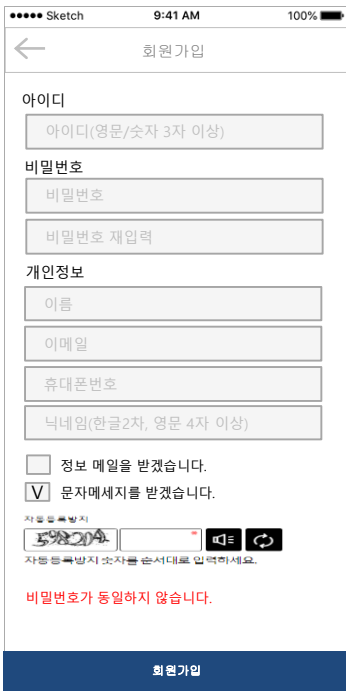 Sketch 9:41 AM 100%
회원가입
아이디
아이디(영문/숫자 3자 이상)
비밀번호
비밀번호
비밀번호 재입력
개인정보
이름
이메일
휴대폰번호
닉네임(한글2차, 영문 4자 이상)
정보 메일을 받겠습니다.
V 문자메세지를 받겠습니다.
자동등록방지
*
자동등록방지 숫자를 순서대로 입력하세요.
비밀번호가 동일하지 않습니다.
회원가입